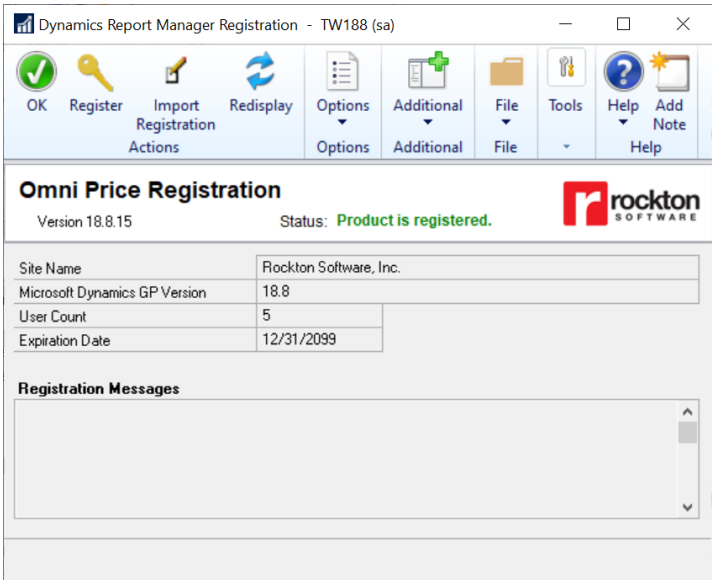 Dynamics Report Manager Registration  -  TW188 (sa)
OK Register Import Registration Redisplay Options Additional File Tools Help Add Note
Actions Options Additional File Help
Omni Price Registration
Version 18.8.15 Status: Product is registered.
rockton
SOFTWARE
Site Name Rockton Software, Inc.
Microsoft Dynamics GP Version 18.8
User Count 5
Expiration Date 12/31/2099
Registration Messages